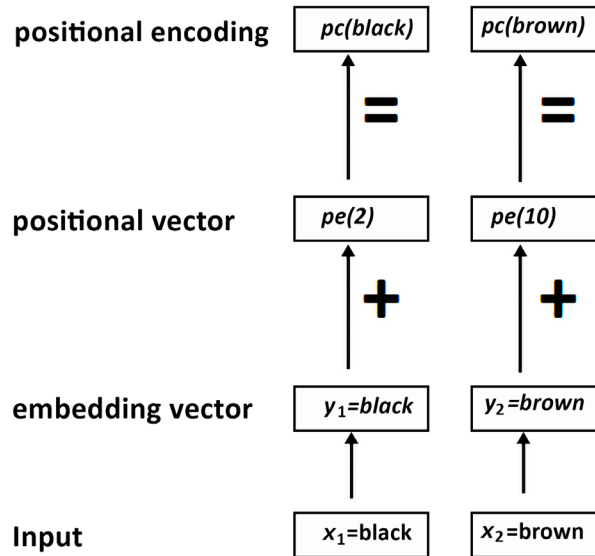 positional encoding pc(black) pc(brown)
= =
positional vector pe(2) pe(10)
+ +
embedding vector y₁=black y₂=brown
Input x₁=black x₂=brown